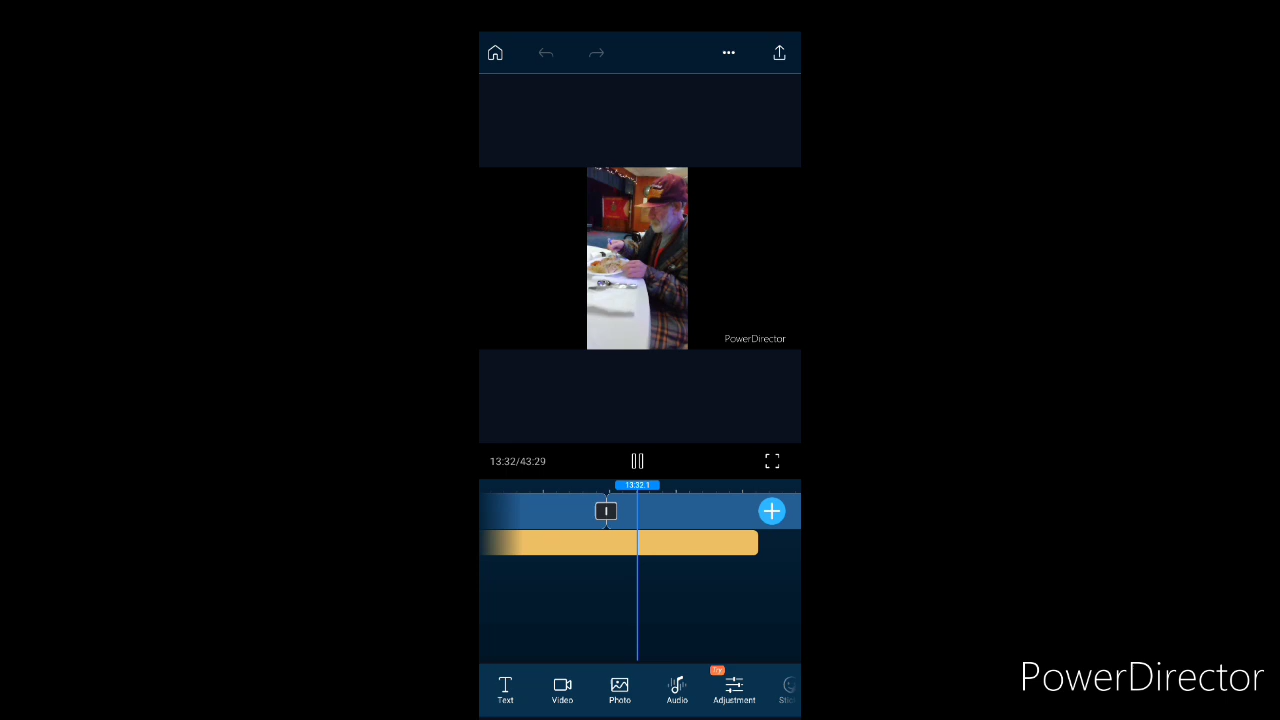 PowerDirector
13:32/43:29
13:32.1
Try
Text
Video
Photo
Audio
Adjustment
PowerDirector